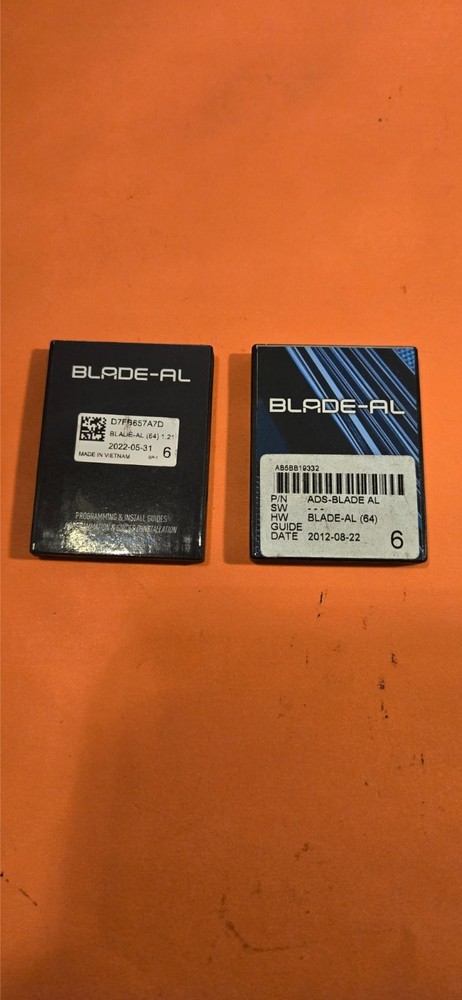 BLADE-AL
D7FB657A7D
BLADE-AL (64) 1.21
2022-05-31 6
MADE IN VIETNAM
PROGRAMMING & INSTALL GUIDES
BLADE-AL
AB5BB19332
P/N ADS-BLADE AL
SW ---
HW BLADE-AL (64)
GUIDE
DATE 2012-08-22 6